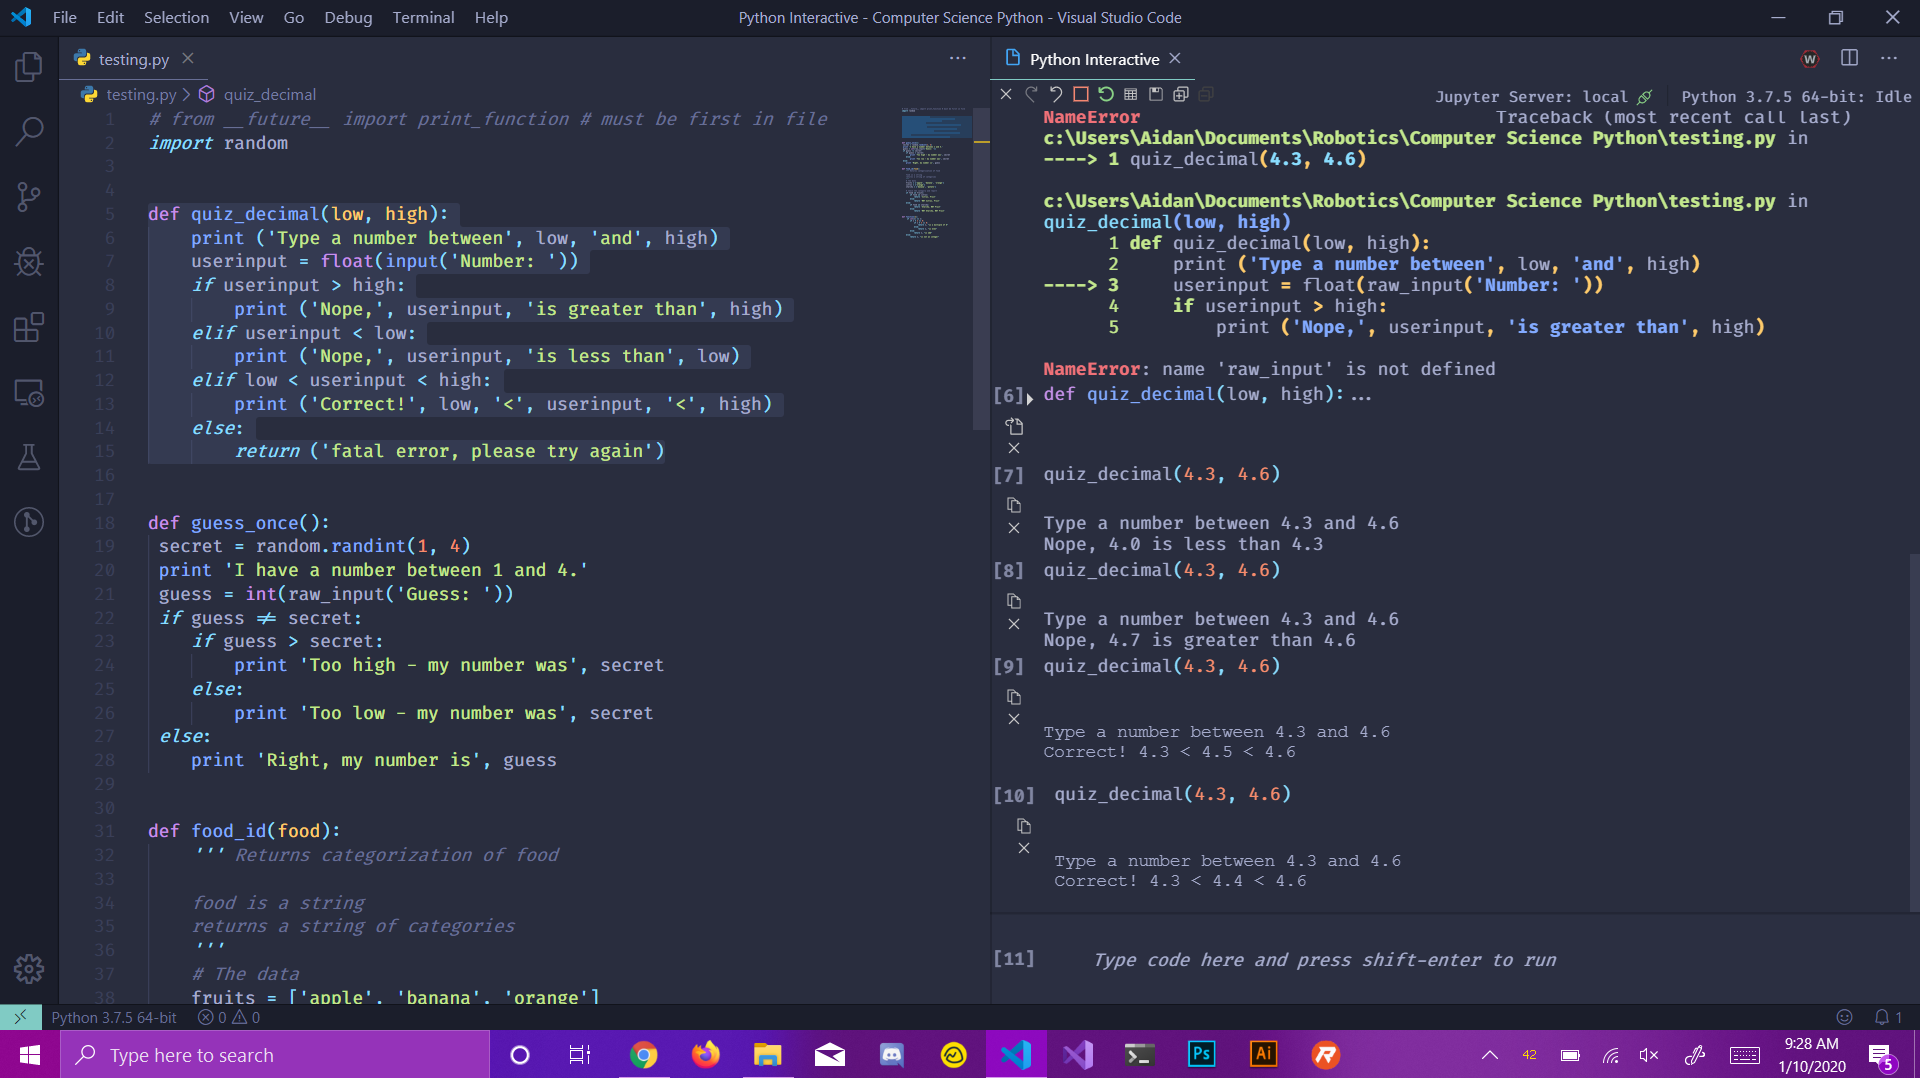 File Edit Selection View Go Debug Terminal Help
Python Interactive - Computer Science Python - Visual Studio Code
testing.py
testing.py > quiz_decimal
1 # from __future__ import print_function # must be first in file
2 import random
3
4
5 def quiz_decimal(low, high):
6 print ('Type a number between', low, 'and', high)
7 userinput = float(input('Number: '))
8 if userinput > high:
9 print ('Nope,', userinput, 'is greater than', high)
10 elif userinput < low:
11 print ('Nope,', userinput, 'is less than', low)
12 elif low < userinput < high:
13 print ('Correct!', low, '<', userinput, '<', high)
14 else:
15 return ('fatal error, please try again')
16
17
18 def guess_once():
19 secret = random.randint(1, 4)
20 print 'I have a number between 1 and 4.'
21 guess = int(raw_input('Guess: '))
22 if guess ≠ secret:
23 if guess > secret:
24 print 'Too high - my number was', secret
25 else:
26 print 'Too low - my number was', secret
27 else:
28 print 'Right, my number is', guess
29
30
31 def food_id(food):
32 ''' Returns categorization of food
33
34 food is a string
35 returns a string of categories
36 '''
37 # The data
38 fruits = ['apple', 'banana', 'orange']
Python Interactive
W
Jupyter Server: local Python 3.7.5 64-bit: Idle
NameError Traceback (most recent call last)
c:\Users\Aidan\Documents\Robotics\Computer Science Python\testing.py in
----> 1 quiz_decimal(4.3, 4.6)
c:\Users\Aidan\Documents\Robotics\Computer Science Python\testing.py in
quiz_decimal(low, high)
1 def quiz_decimal(low, high):
2 print ('Type a number between', low, 'and', high)
----> 3 userinput = float(raw_input('Number: '))
4 if userinput > high:
5 print ('Nope,', userinput, 'is greater than', high)
NameError: name 'raw_input' is not defined
[6] def quiz_decimal(low, high):...
[7] quiz_decimal(4.3, 4.6)
Type a number between 4.3 and 4.6
Nope, 4.0 is less than 4.3
[8] quiz_decimal(4.3, 4.6)
Type a number between 4.3 and 4.6
Nope, 4.7 is greater than 4.6
[9] quiz_decimal(4.3, 4.6)
Type a number between 4.3 and 4.6
Correct! 4.3 < 4.5 < 4.6
[10] quiz_decimal(4.3, 4.6)
Type a number between 4.3 and 4.6
Correct! 4.3 < 4.4 < 4.6
[11] Type code here and press shift-enter to run
Python 3.7.5 64-bit 0 0
1
Type here to search
Ps
Ai
42
9:28 AM
1/10/2020
5